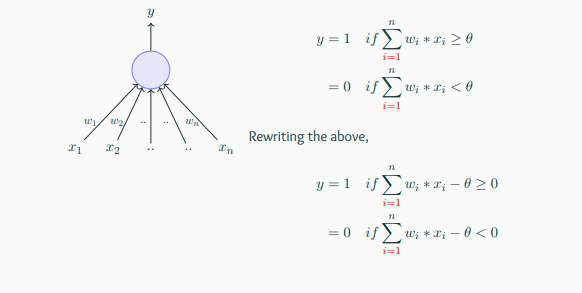 y
w1 w2 .. .. wn
x1 x2 .. .. xn
y = 1 if ∑_{i=1}^{n} wi ∗ xi ≥ θ
= 0 if ∑_{i=1}^{n} wi ∗ xi < θ
Rewriting the above,
y = 1 if ∑_{i=1}^{n} wi ∗ xi − θ ≥ 0
= 0 if ∑_{i=1}^{n} wi ∗ xi − θ < 0